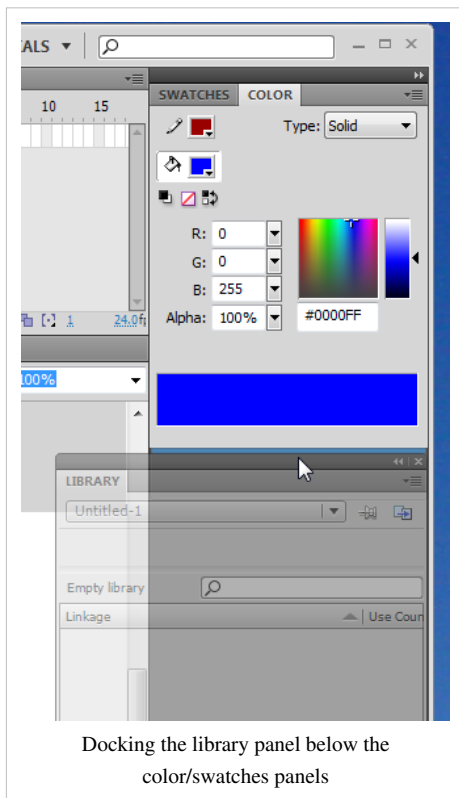 ALS
10 15
SWATCHES COLOR
Type: Solid
R: 0
G: 0
B: 255
Alpha: 100% #0000FF
1 24.0f
100%
LIBRARY
Untitled-1
Empty library
Linkage Use Coun
Docking the library panel below the
color/swatches panels